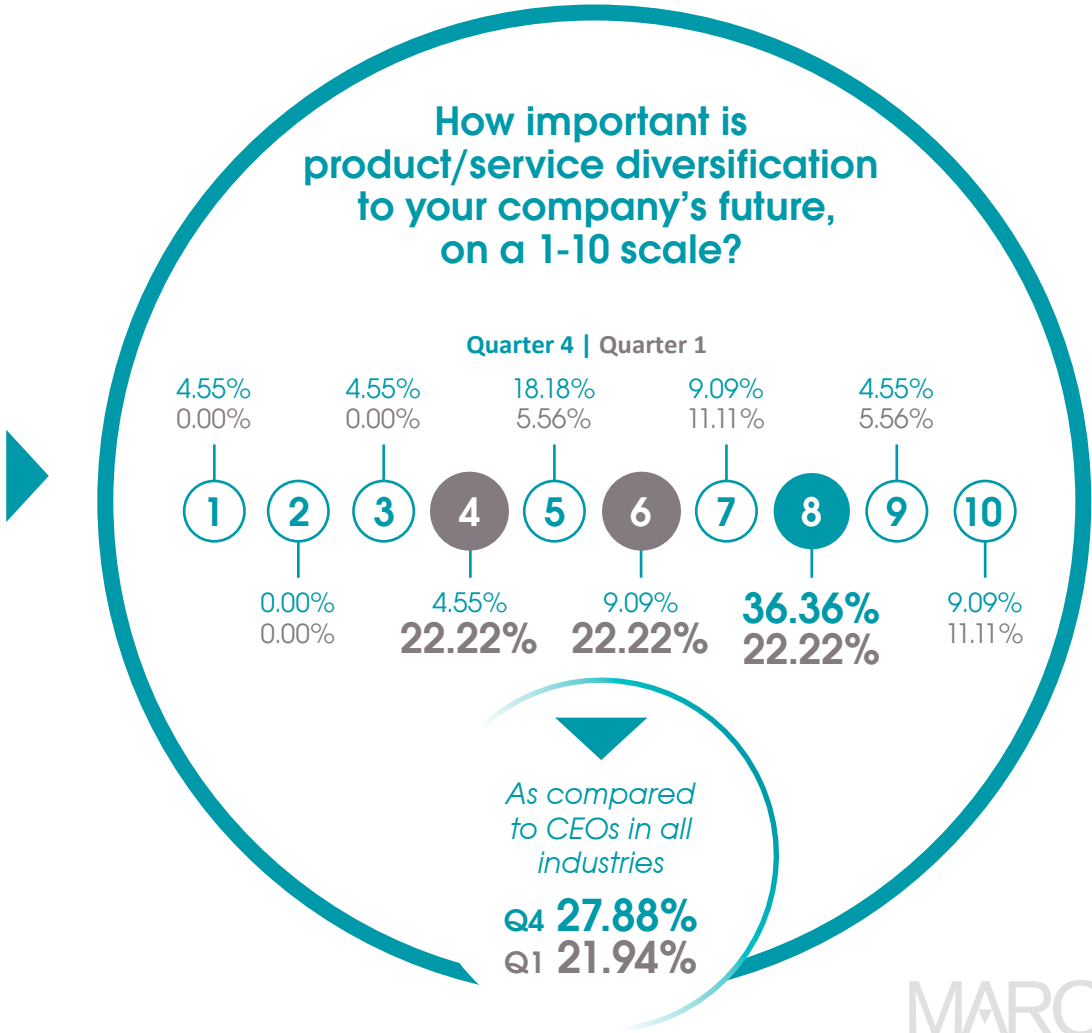 How important is
product/service diversification
to your company's future,
on a 1-10 scale?
Quarter 4 | Quarter 1
4.55% 4.55% 18.18% 9.09% 4.55%
0.00% 0.00% 5.56% 11.11% 5.56%
1 2 3 4 5 6 7 8 9 10
0.00% 4.55% 9.09% 36.36% 9.09%
0.00% 22.22% 22.22% 22.22% 11.11%
As compared
to CEOs in all
industries
Q4 27.88%
Q1 21.94%